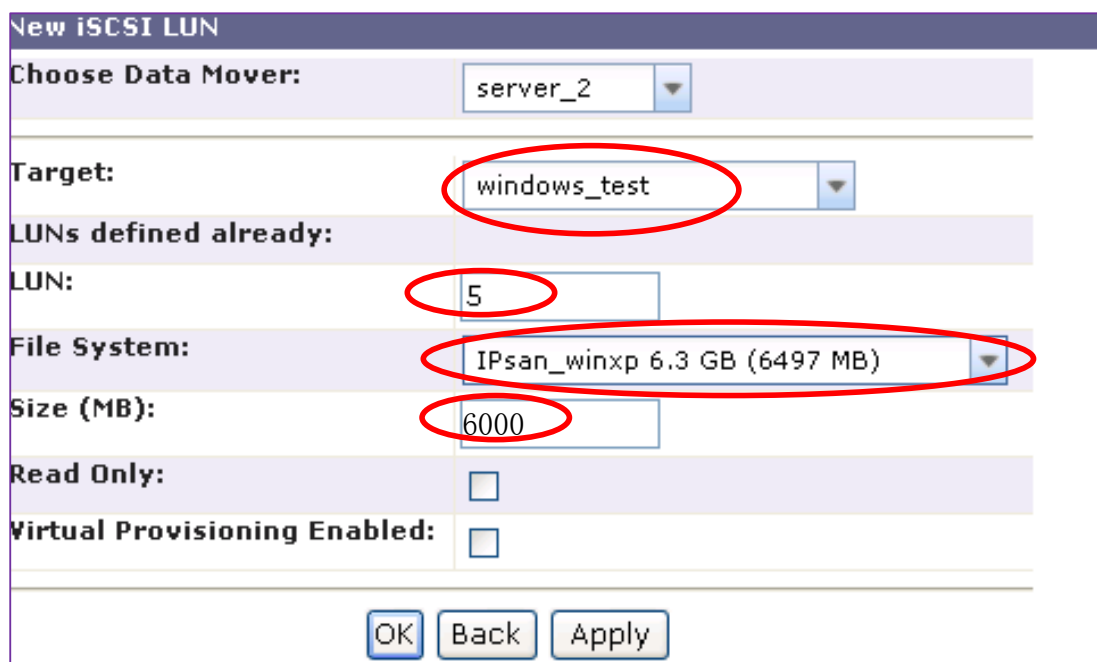 New iSCSI LUN
Choose Data Mover: server_2
Target: windows_test
LUNs defined already:
LUN: 5
File System: IPsan_winxp 6.3 GB (6497 MB)
Size (MB): 6000
Read Only:
Virtual Provisioning Enabled:
OK Back Apply